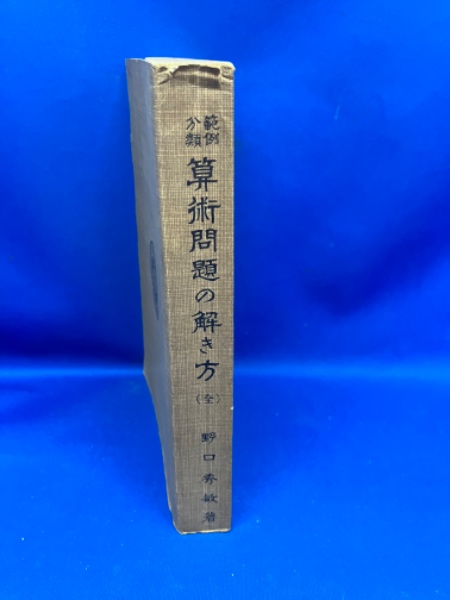 範例
分類
算術問題の解き方
(全)
野口秀敏著